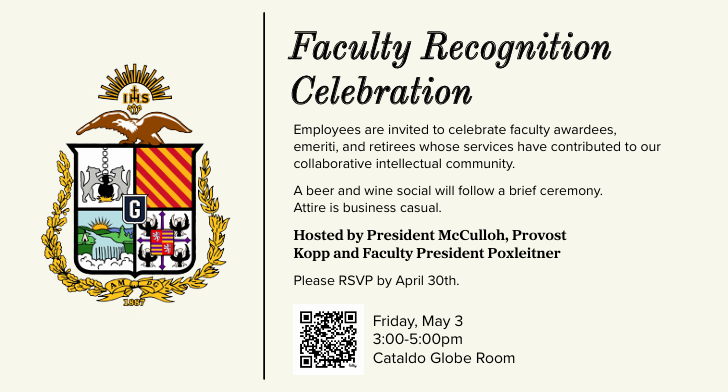 IHS
G
AM DG
1887
Faculty Recognition
Celebration
Employees are invited to celebrate faculty awardees,
emeriti, and retirees whose services have contributed to our
collaborative intellectual community.
A beer and wine social will follow a brief ceremony.
Attire is business casual.
Hosted by President McCulloh, Provost
Kopp and Faculty President Poxleitner
Please RSVP by April 30th.
Friday, May 3
3:00-5:00pm
Cataldo Globe Room